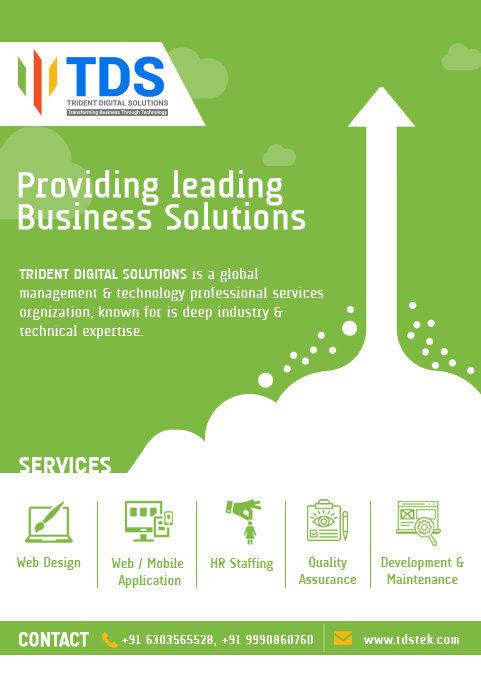 TDS
TRIDENT DIGITAL SOLUTIONS
Transforming Business Through Technology
Providing leading
Business Solutions
TRIDENT DIGITAL SOLUTIONS is a global
management & technology professional services
orgnization, known for is deep industry &
technical expertise.
SERVICES
Web Design
Web / Mobile
Application
HR Staffing
Quality
Assurance
Development &
Maintenance
CONTACT +91 6303565528, +91 9990860760 www.tdstek.com